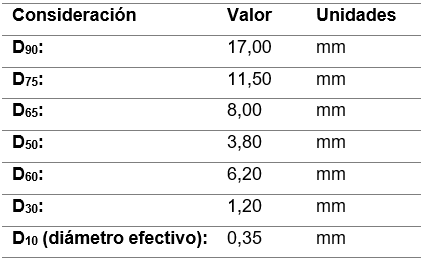 Consideración Valor Unidades
D90: 17,00 mm
D75: 11,50 mm
D65: 8,00 mm
D50: 3,80 mm
D60: 6,20 mm
D30: 1,20 mm
D10 (diámetro efectivo): 0,35 mm